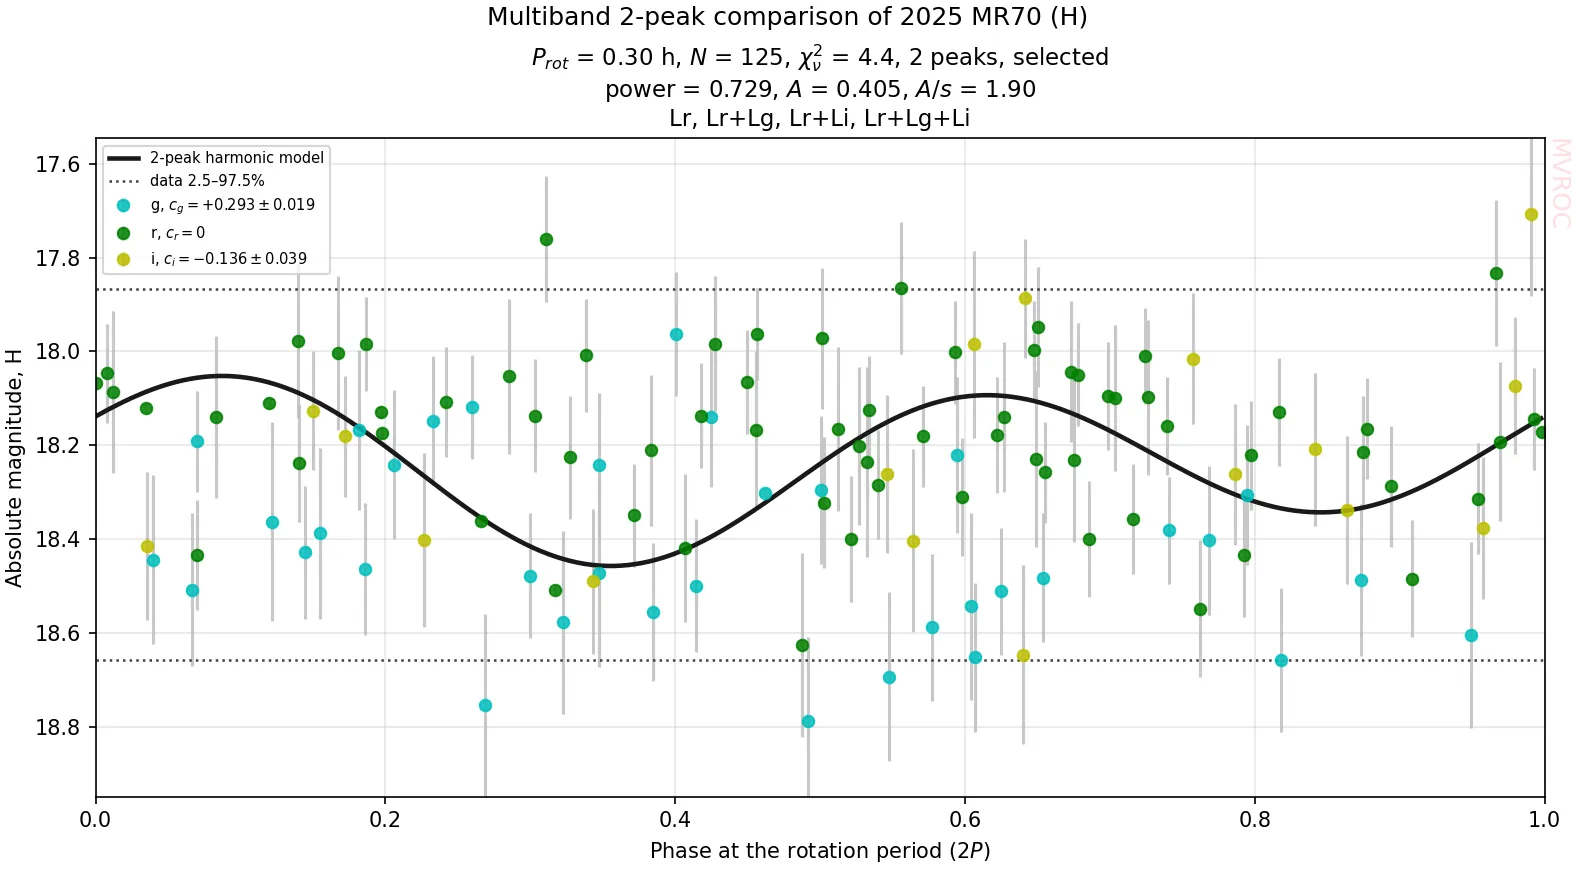 Multiband 2-peak comparison of 2025 MR70 (H)
P_rot = 0.30 h, N = 125, χ²_ν = 4.4, 2 peaks, selected
power = 0.729, A = 0.405, A/s = 1.90
Lr, Lr+Lg, Lr+Li, Lr+Lg+Li
2-peak harmonic model
data 2.5–97.5%
g, c_g = +0.293 ± 0.019
r, c_r = 0
i, c_i = −0.136 ± 0.039
MVROC
Absolute magnitude, H
17.6
17.8
18.0
18.2
18.4
18.6
18.8
0.0 0.2 0.4 0.6 0.8 1.0
Phase at the rotation period (2P)